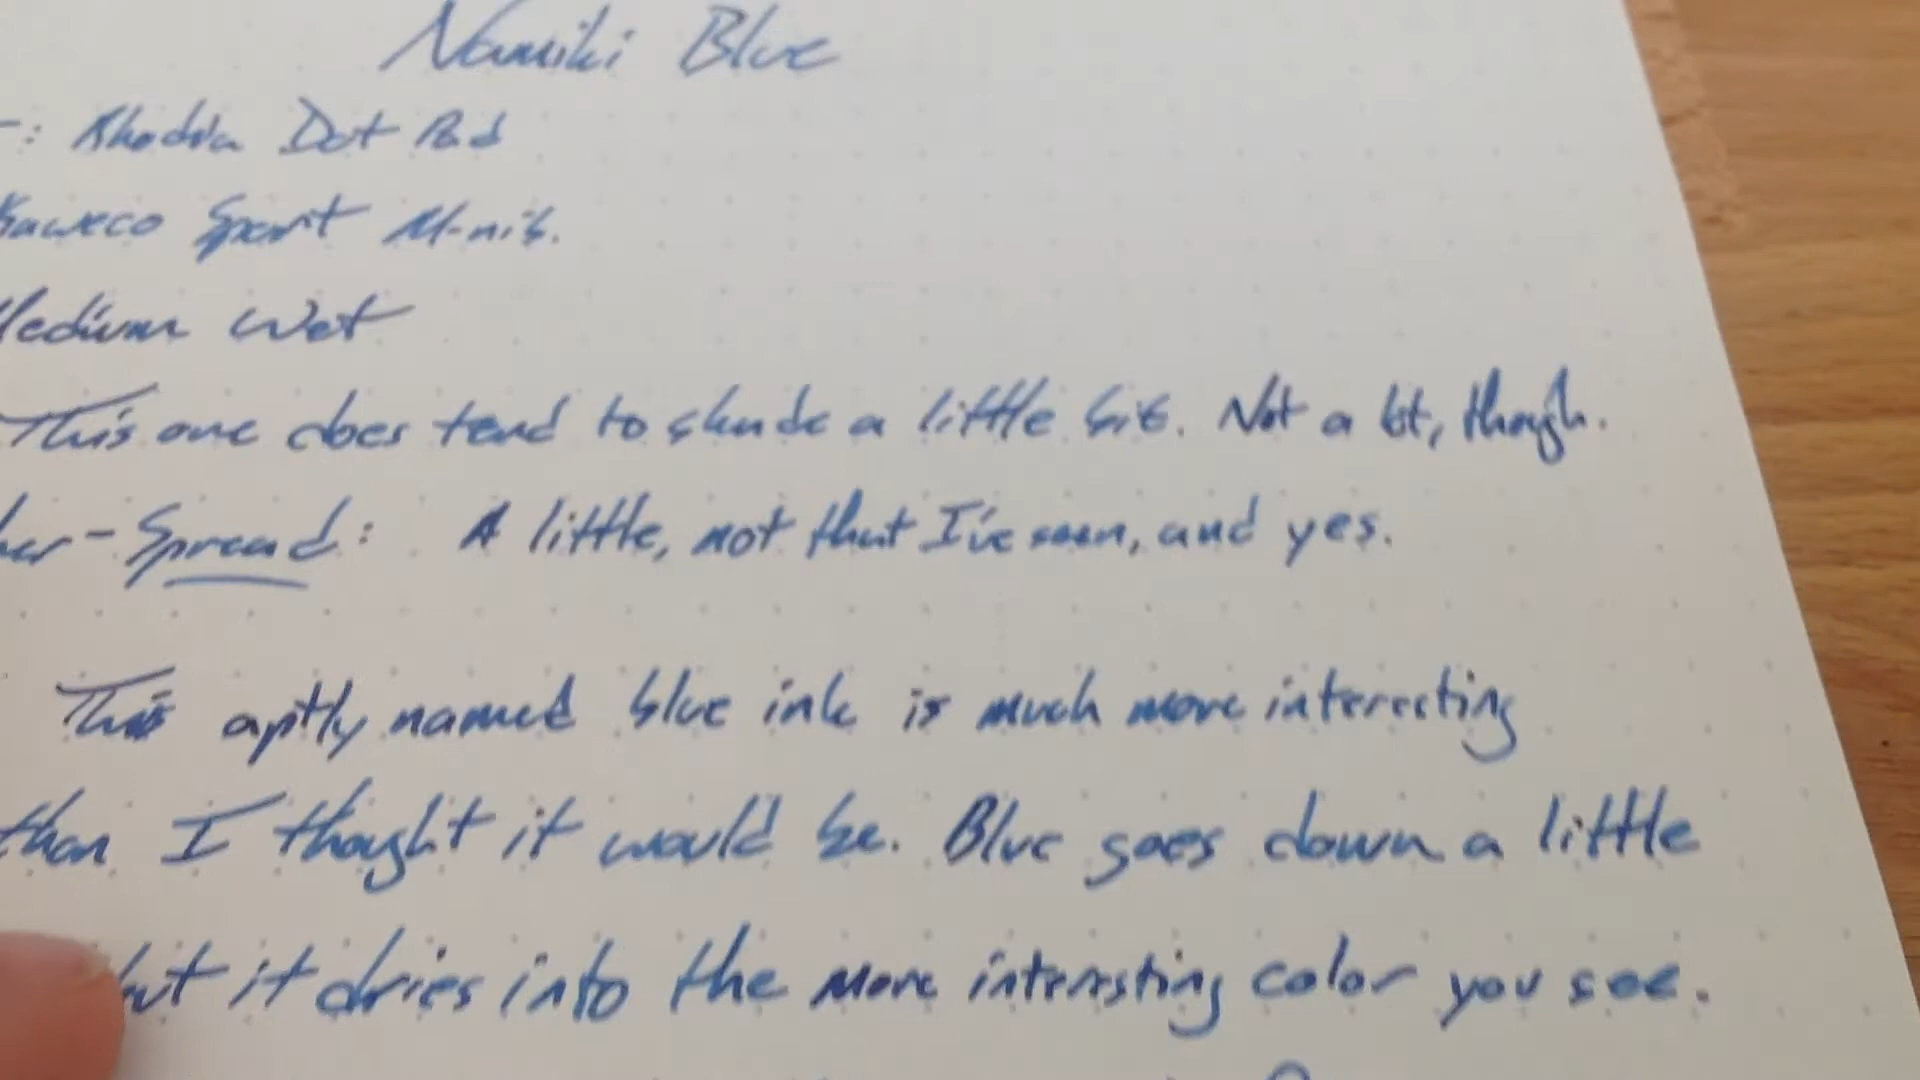 Namiki Blue
: Rhodia Dot Pad
Kaweco Sport M-nib.
Medium Wet
This one does tend to shade a little bit. Not a lot, though.
- Spread: A little, not that I've seen, and yes.
This aptly named blue ink is much more interesting
than I thought it would be. Blue goes down a little
but it dries into the more interesting color you see.